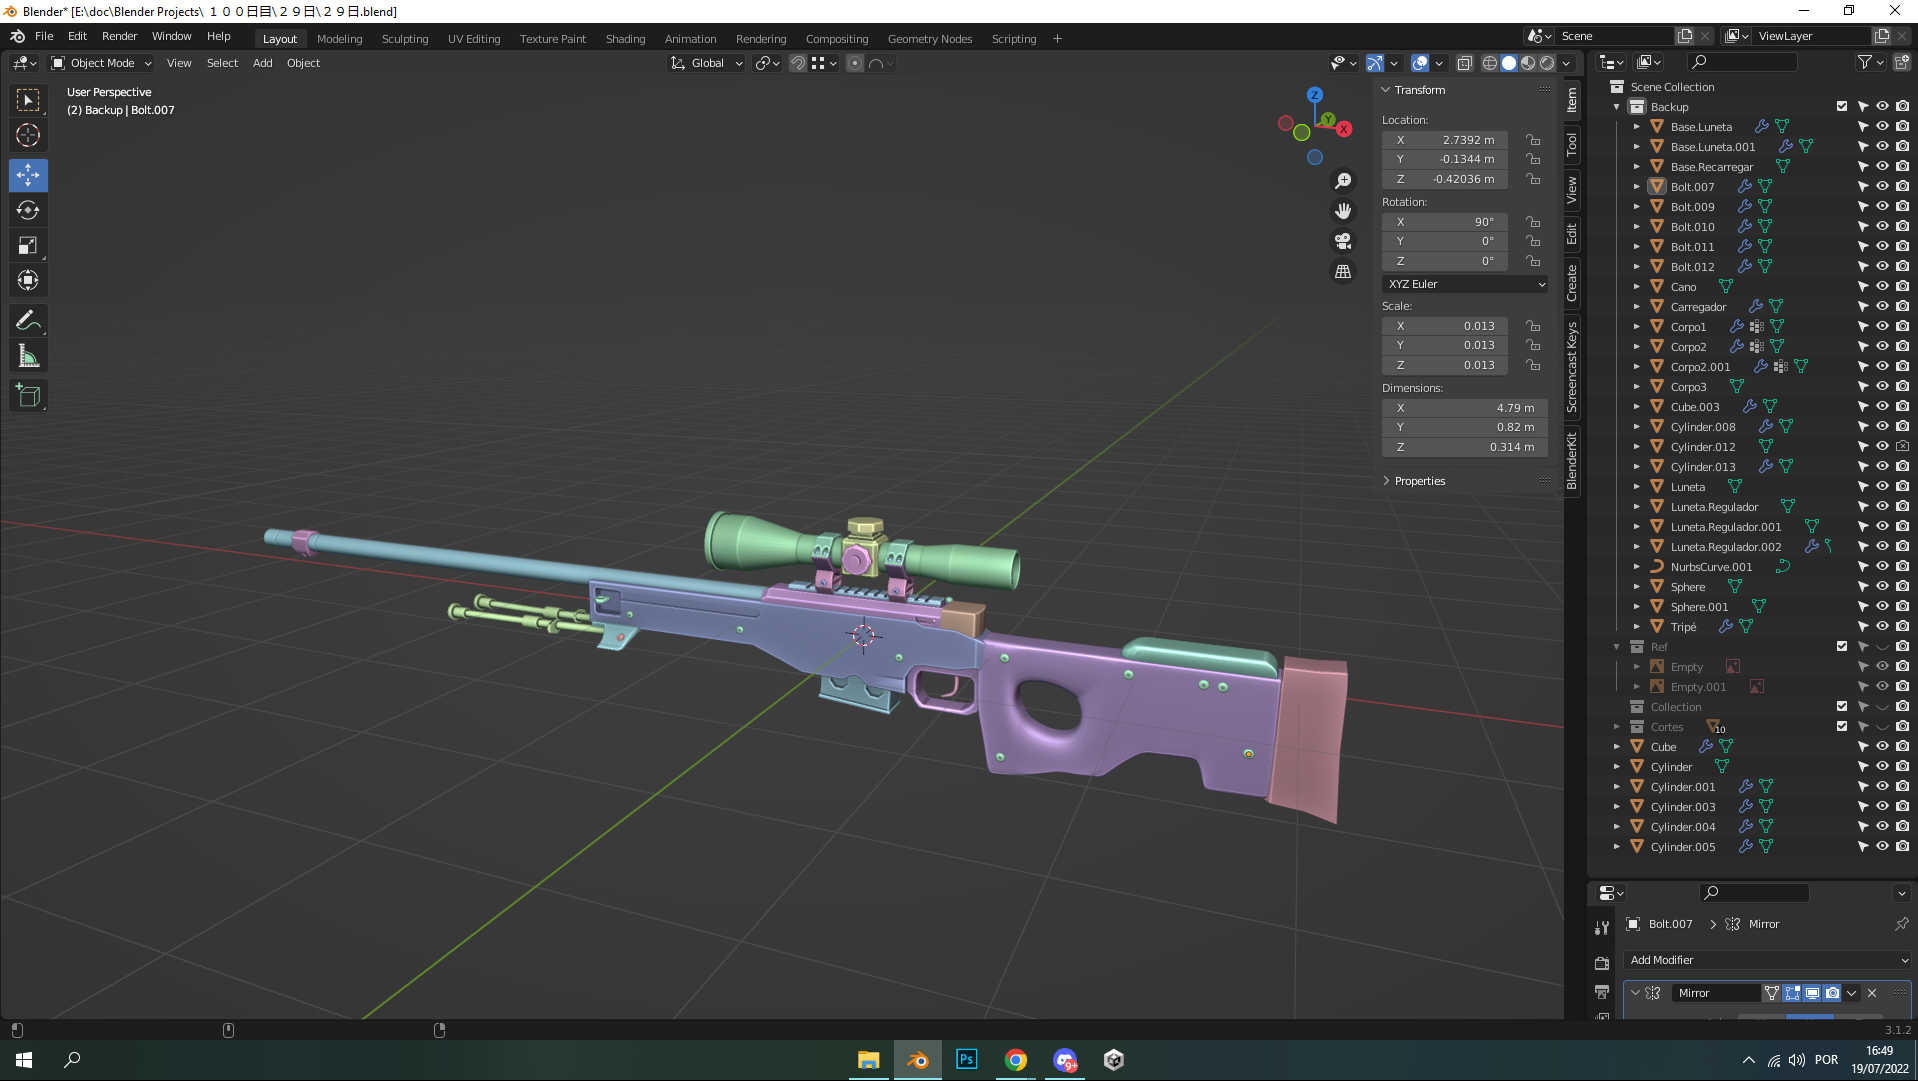 Blender* [E:\doc\Blender Projects\ １００日目\２９日\２９日.blend]
File Edit Render Window Help
Layout Modeling Sculpting UV Editing Texture Paint Shading Animation Rendering Compositing Geometry Nodes Scripting +
Scene
ViewLayer
Object Mode View Select Add Object
Global
User Perspective
(2) Backup | Bolt.007
Z
Y
X
Transform
Location:
X 2.7392 m
Y -0.1344 m
Z -0.42036 m
Rotation:
X 90°
Y 0°
Z 0°
XYZ Euler
Scale:
X 0.013
Y 0.013
Z 0.013
Dimensions:
X 4.79 m
Y 0.82 m
Z 0.314 m
Properties
Item
Tool
View
Edit
Create
Screencast Keys
BlenderKit
Scene Collection
Backup
Base.Luneta
Base.Luneta.001
Base.Recarregar
Bolt.007
Bolt.009
Bolt.010
Bolt.011
Bolt.012
Cano
Carregador
Corpo1
Corpo2
Corpo2.001
Corpo3
Cube.003
Cylinder.008
Cylinder.012
Cylinder.013
Luneta
Luneta.Regulador
Luneta.Regulador.001
Luneta.Regulador.002
NurbsCurve.001
Sphere
Sphere.001
Tripé
Ref
Empty
Empty.001
Collection
Cortes 10
Cube
Cylinder
Cylinder.001
Cylinder.003
Cylinder.004
Cylinder.005
Bolt.007 Mirror
Add Modifier
Mirror
3.1.2
Ps
9+
POR
16:49
19/07/2022